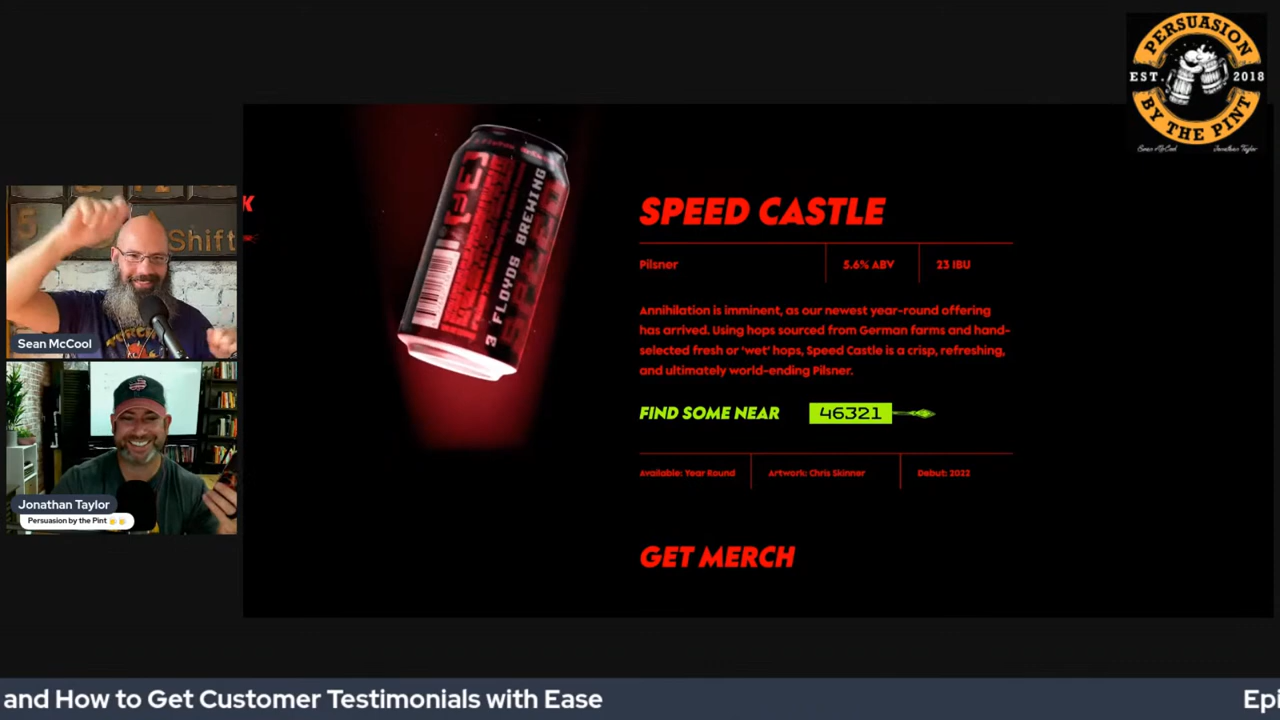 PERSUASION
EST. 2018
BY THE PINT
Sean McCool Jonathan Taylor
K
Shift
Sean McCool
Jonathan Taylor
Persuasion by the Pint 🍻🍻
3 FLOYDS BREWING
SPEED CASTLE
Pilsner 5.6% ABV 23 IBU
Annihilation is imminent, as our newest year-round offering
has arrived. Using hops sourced from German farms and hand-
selected fresh or 'wet' hops, Speed Castle is a crisp, refreshing,
and ultimately world-ending Pilsner.
FIND SOME NEAR 46321
Available: Year Round Artwork: Chris Skinner Debut: 2022
GET MERCH
and How to Get Customer Testimonials with Ease Epi